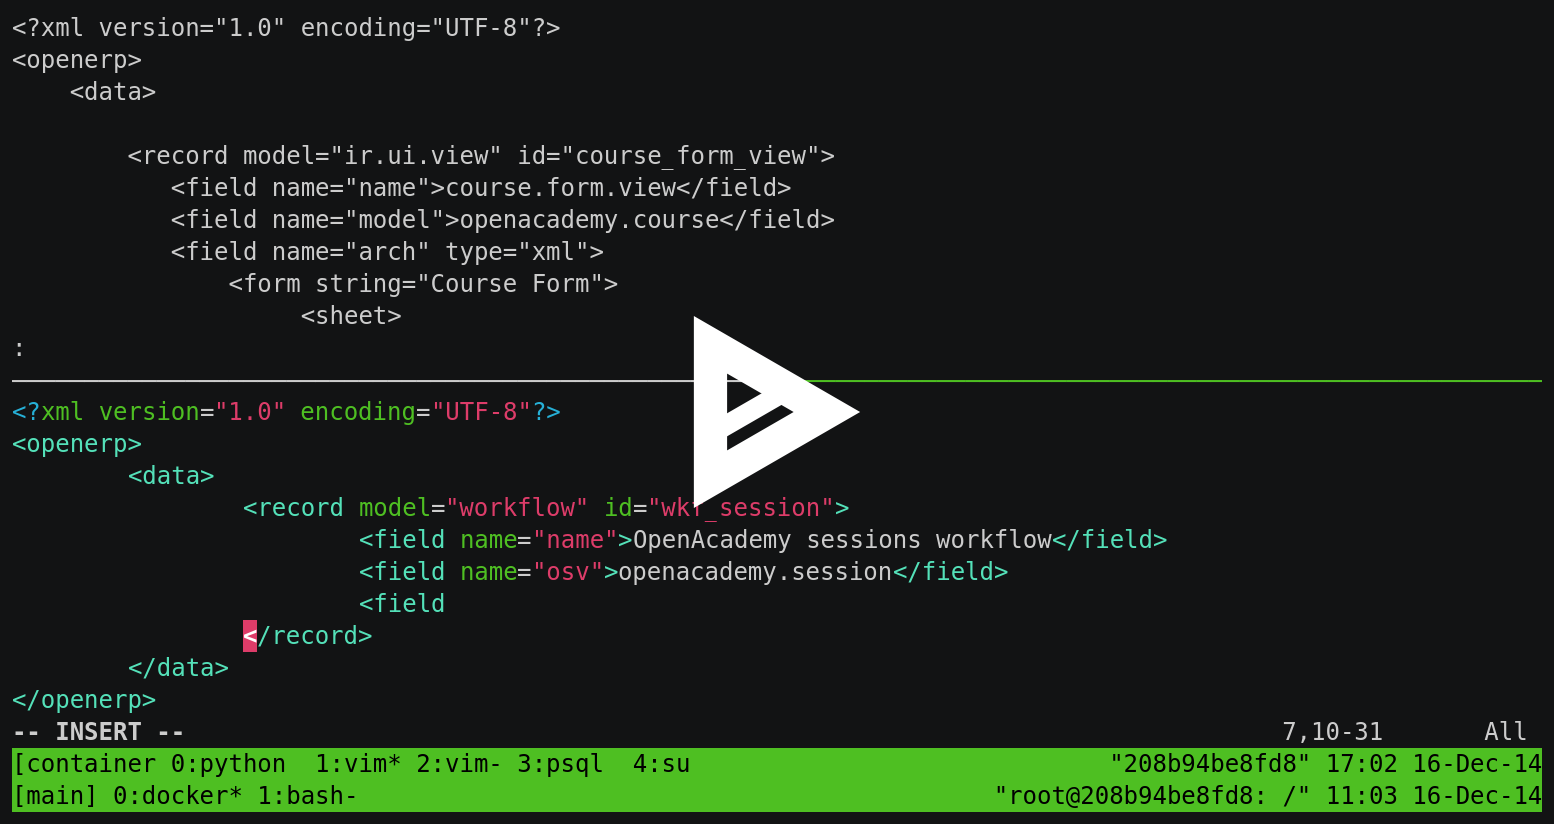 <?xml version="1.0" encoding="UTF-8"?>
<openerp>
    <data>

        <record model="ir.ui.view" id="course_form_view">
           <field name="name">course.form.view</field>
           <field name="model">openacademy.course</field>
           <field name="arch" type="xml">
               <form string="Course Form">
                    <sheet>
:
<?xml version="1.0" encoding="UTF-8"?>
<openerp>
        <data>
                <record model="workflow" id="wkf_session">
                        <field name="name">OpenAcademy sessions workflow</field>
                        <field name="osv">openacademy.session</field>
                        <field
                </record>
        </data>
</openerp>
-- INSERT -- 7,10-31 All
[container 0:python  1:vim* 2:vim- 3:psql  4:su "208b94be8fd8" 17:02 16-Dec-14
[main] 0:docker* 1:bash- "root@208b94be8fd8: /" 11:03 16-Dec-14